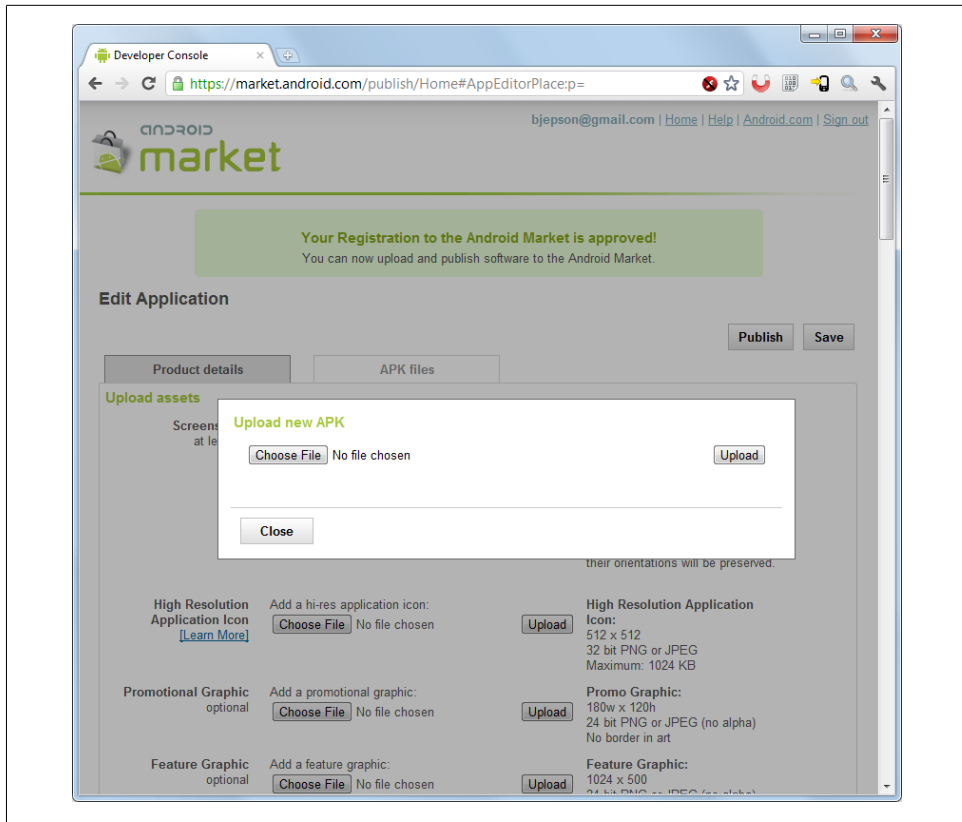 Developer Console
https://market.android.com/publish/Home#AppEditorPlace:p=
bjepson@gmail.com | Home | Help | Android.com | Sign out
android
market
Your Registration to the Android Market is approved!
You can now upload and publish software to the Android Market.
Edit Application
Publish Save
Product details APK files
Upload assets
Screens
at le
Upload new APK
Choose File No file chosen Upload
Close
their orientations will be preserved.
High Resolution Application Icon
[Learn More]
Add a hi-res application icon:
Choose File No file chosen Upload
High Resolution Application
Icon:
512 x 512
32 bit PNG or JPEG
Maximum: 1024 KB
Promotional Graphic
optional
Add a promotional graphic:
Choose File No file chosen Upload
Promo Graphic:
180w x 120h
24 bit PNG or JPEG (no alpha)
No border in art
Feature Graphic
optional
Add a feature graphic:
Choose File No file chosen Upload
Feature Graphic:
1024 x 500
24 bit PNG or JPEG (no alpha)